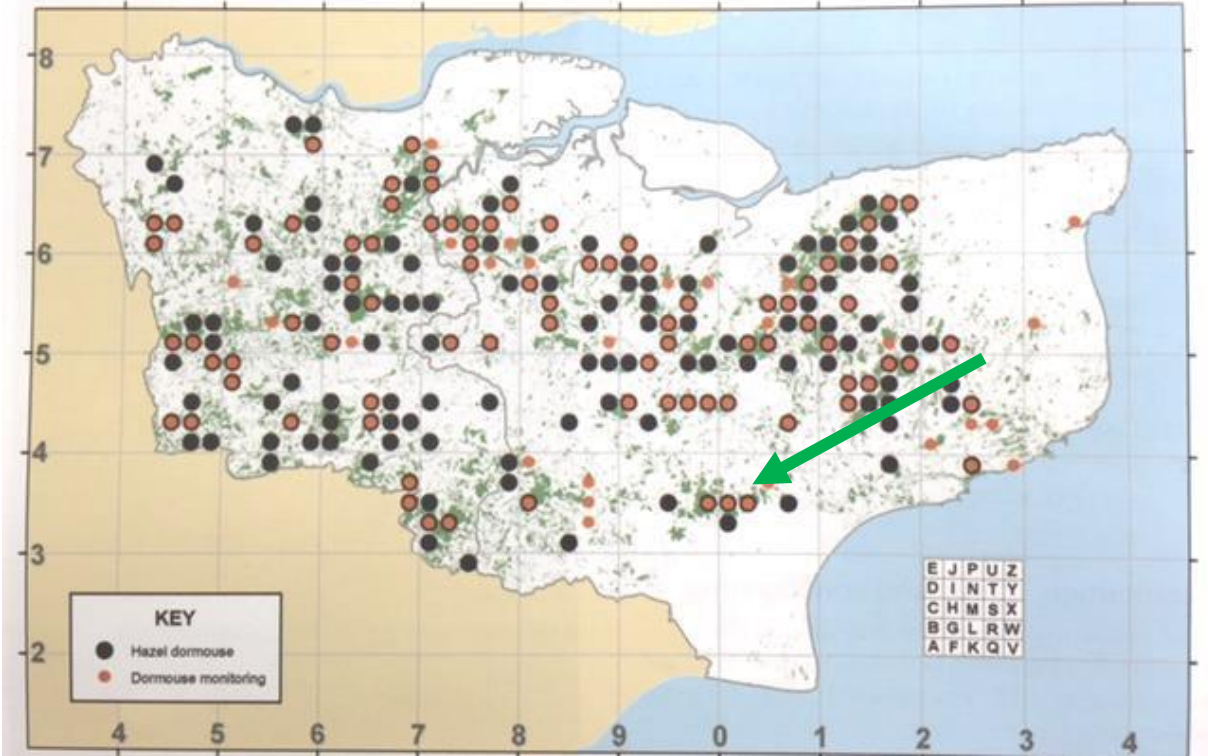 8
7
6
5
4
3
2
E J P U Z
D I N T Y
C H M S X
B G L R W
A F K Q V
KEY
Hazel dormouse
Dormouse monitoring
4 5 6 7 8 9 0 1 2 3 4